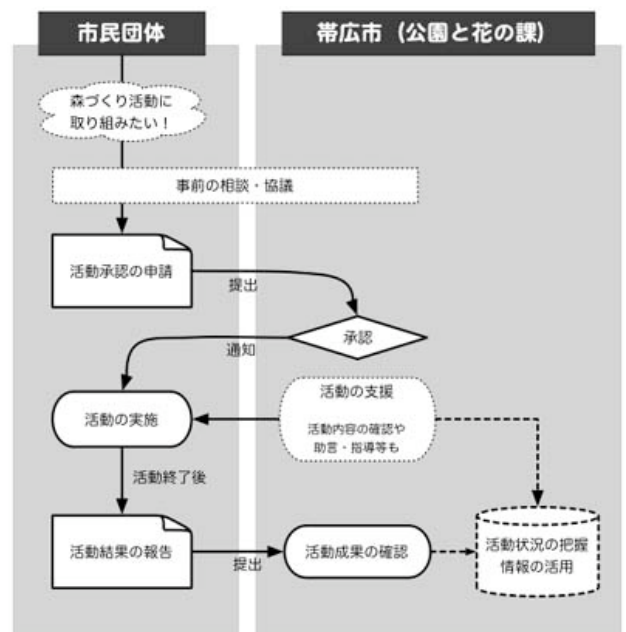 市民団体
帯広市（公園と花の課）
森づくり活動に
取り組みたい！
事前の相談・協議
活動承認の申請
提出
承認
通知
活動の支援
活動内容の確認や
助言・指導等も
活動の実施
活動終了後
活動結果の報告
提出
活動成果の確認
活動状況の把握
情報の活用